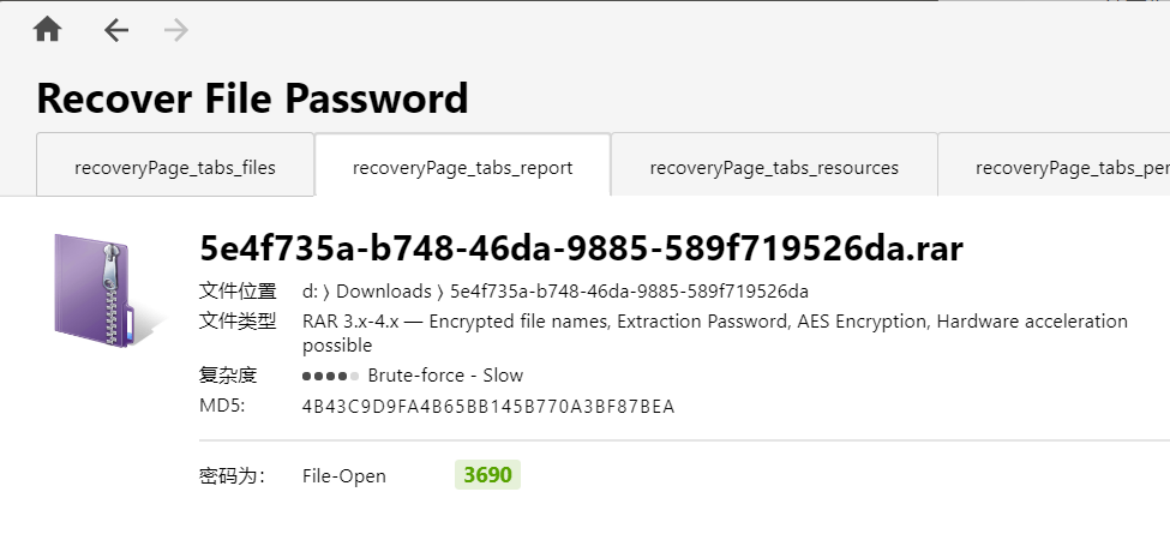 Recover File Password
recoveryPage_tabs_files
recoveryPage_tabs_report
recoveryPage_tabs_resources
recoveryPage_tabs_per
5e4f735a-b748-46da-9885-589f719526da.rar
文件位置 d: ⟩ Downloads ⟩ 5e4f735a-b748-46da-9885-589f719526da
文件类型 RAR 3.x-4.x — Encrypted file names, Extraction Password, AES Encryption, Hardware acceleration
possible
复杂度 Brute-force - Slow
MD5: 4B43C9D9FA4B65BB145B770A3BF87BEA
密码为： File-Open 3690